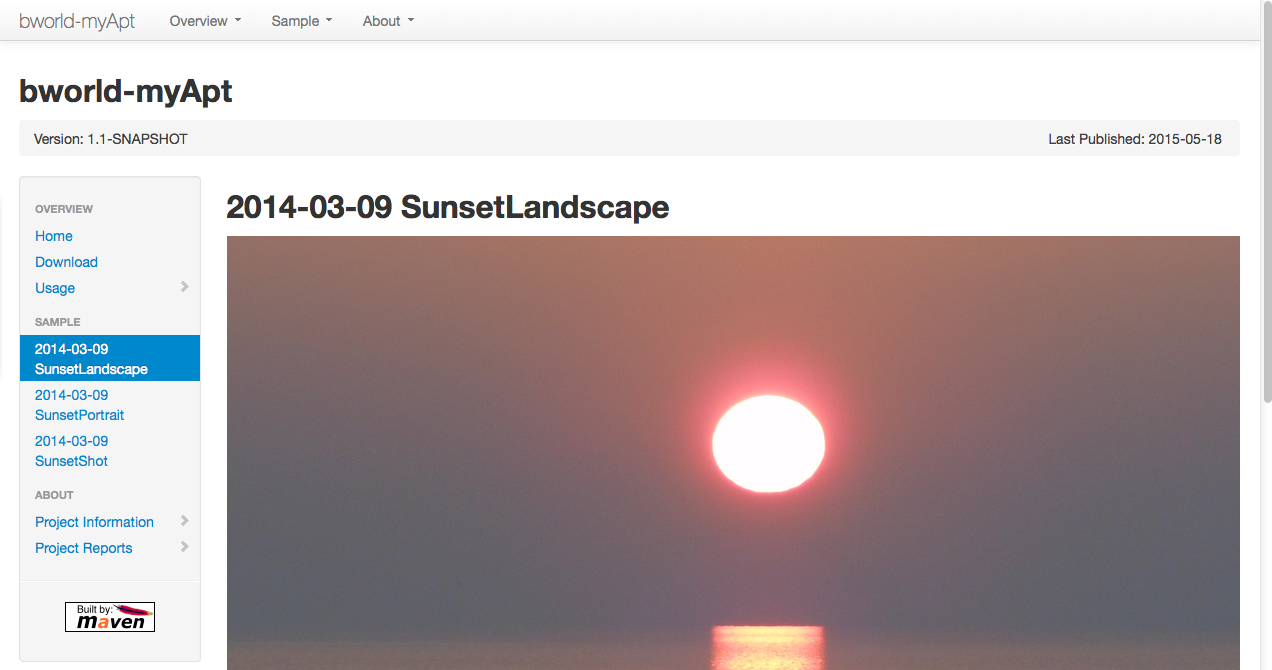 bworld-myApt Overview Sample About
bworld-myApt
Version: 1.1-SNAPSHOT Last Published: 2015-05-18
OVERVIEW
Home
Download
Usage
SAMPLE
2014-03-09
SunsetLandscape
2014-03-09
SunsetPortrait
2014-03-09
SunsetShot
ABOUT
Project Information
Project Reports
Built by:
maven
2014-03-09 SunsetLandscape